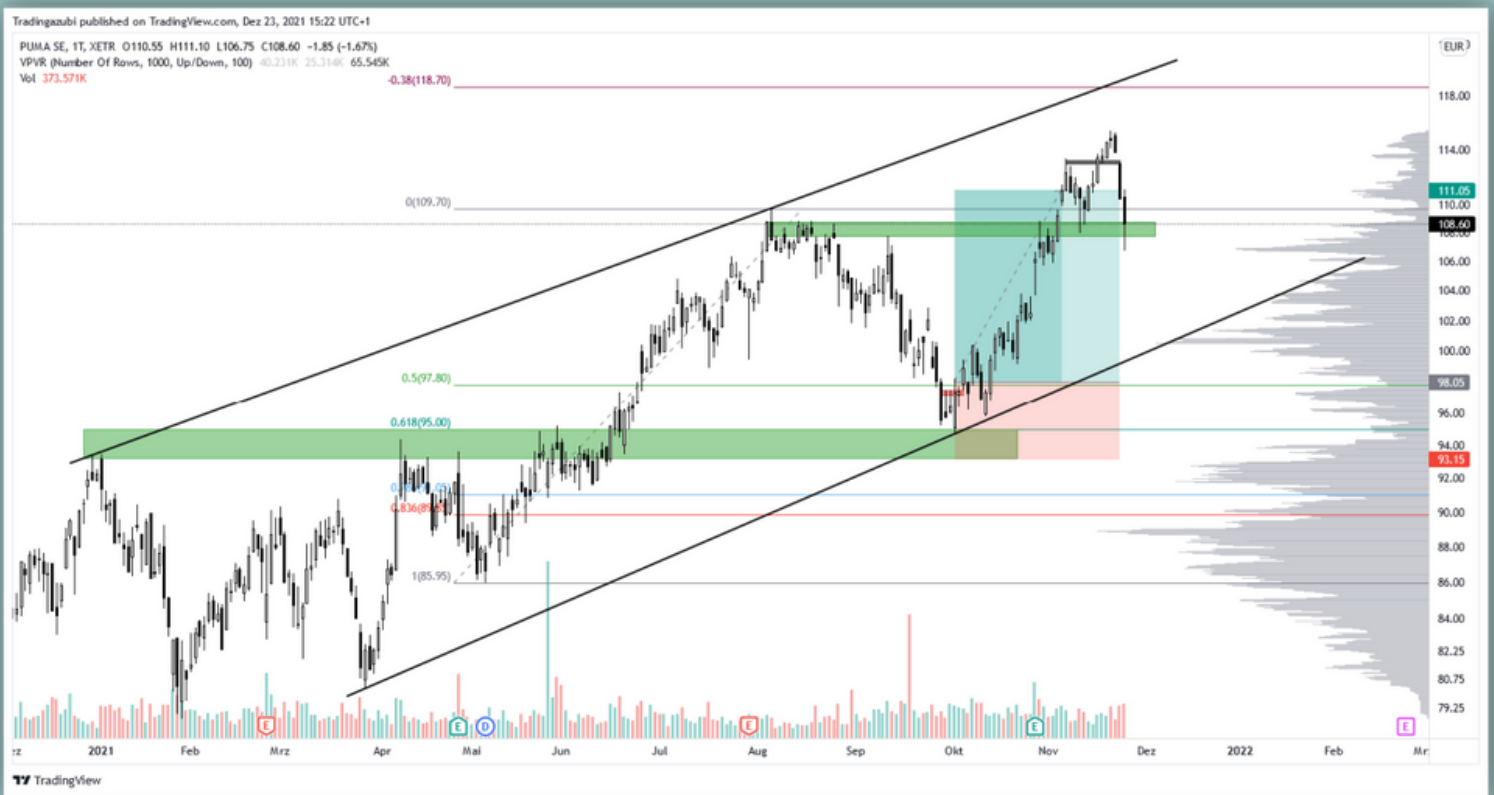 Tradingazubi published on TradingView.com, Dez 23, 2021 15:22 UTC+1
PUMA SE, 1T, XETR O110.55 H111.10 L106.75 C108.60 −1.85 (−1.67%)
VPVR (Number Of Rows, 1000, Up/Down, 100) 40.231K 25.314K 65.545K
Vol 373.571K
EUR
-0.38(118.70)
118.00
114.00
111.05
0(109.70)
110.00
108.60
108.00
106.00
104.00
102.00
100.00
0.5(97.80)
98.05
96.00
0.618(95.00)
94.00
93.15
92.00
90.00
88.00
1(85.95)
86.00
84.00
82.25
80.75
79.25
E
E
D
E
E
E
ez 2021 Feb Mrz Apr Mai Jun Jul Aug Sep Okt Nov Dez 2022 Feb Mr
TradingView